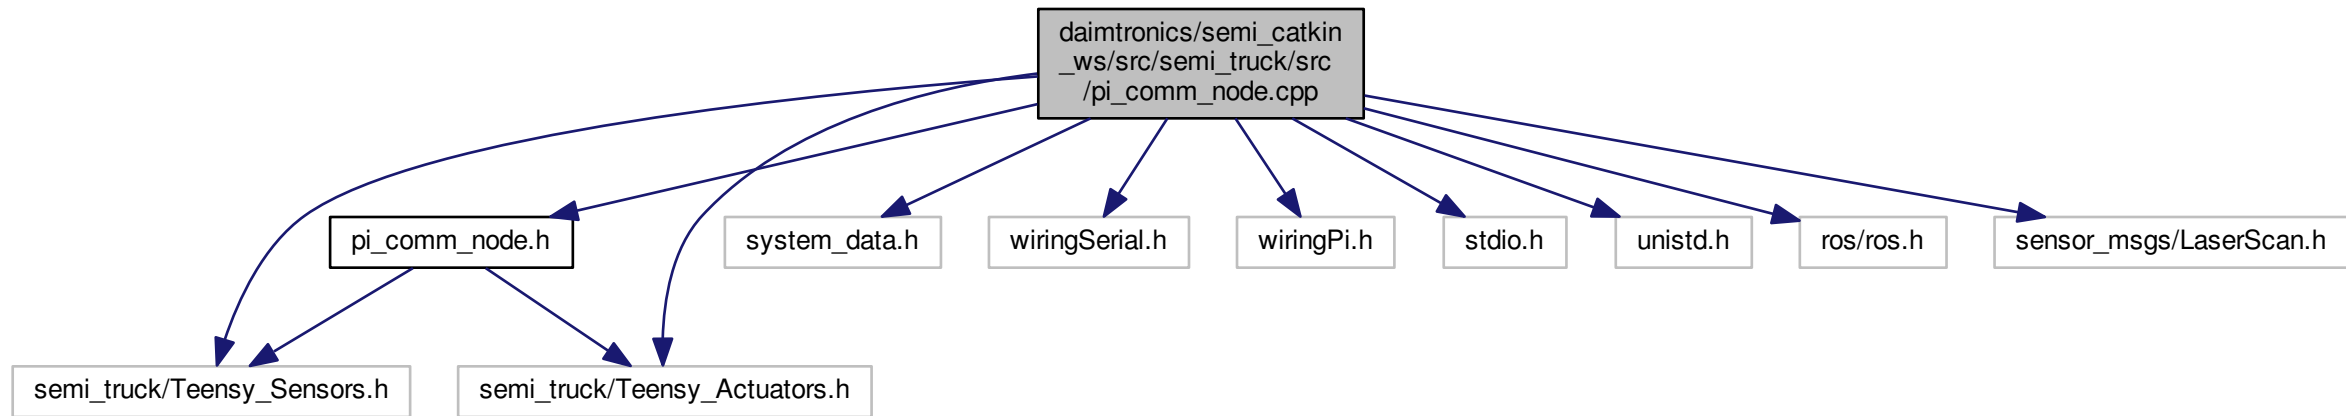 daimtronics/semi_catkin
_ws/src/semi_truck/src
/pi_comm_node.cpp
pi_comm_node.h
system_data.h
wiringSerial.h
wiringPi.h
stdio.h
unistd.h
ros/ros.h
sensor_msgs/LaserScan.h
semi_truck/Teensy_Sensors.h
semi_truck/Teensy_Actuators.h